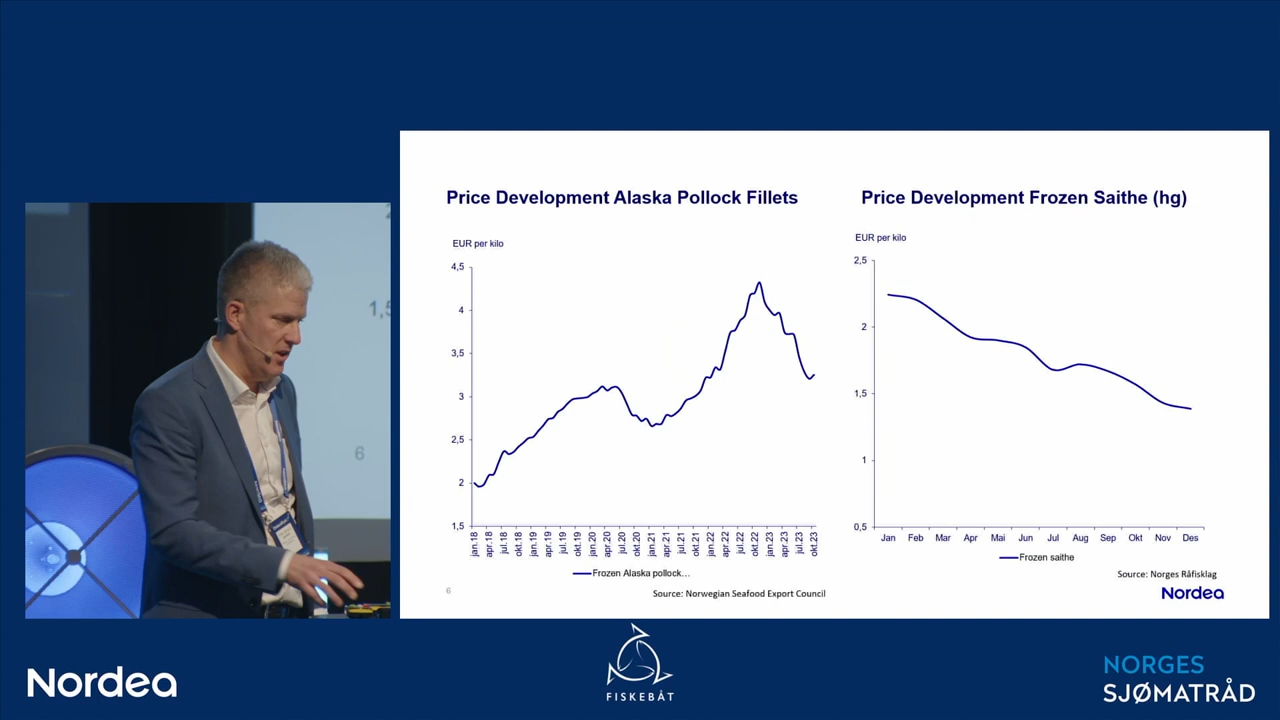 Price Development Alaska Pollock Fillets
EUR per kilo
4,5
4
3,5
3
2,5
2
1,5
jan.18
apr.18
jul.18
okt.18
jan.19
apr.19
jul.19
okt.19
jan.20
apr.20
jul.20
okt.20
jan.21
apr.21
jul.21
okt.21
jan.22
apr.22
jul.22
okt.22
jan.23
apr.23
jul.23
okt.23
Frozen Alaska pollock...
6
Source: Norwegian Seafood Export Council
Price Development Frozen Saithe (hg)
EUR per kilo
2,5
2
1,5
1
0,5
Jan Feb Mar Apr Mai Jun Jul Aug Sep Okt Nov Des
Frozen saithe
Source: Norges Råfisklag
Nordea
1,5
6
Nordea
FISKEBÅT
NORGES
SJØMATRÅD